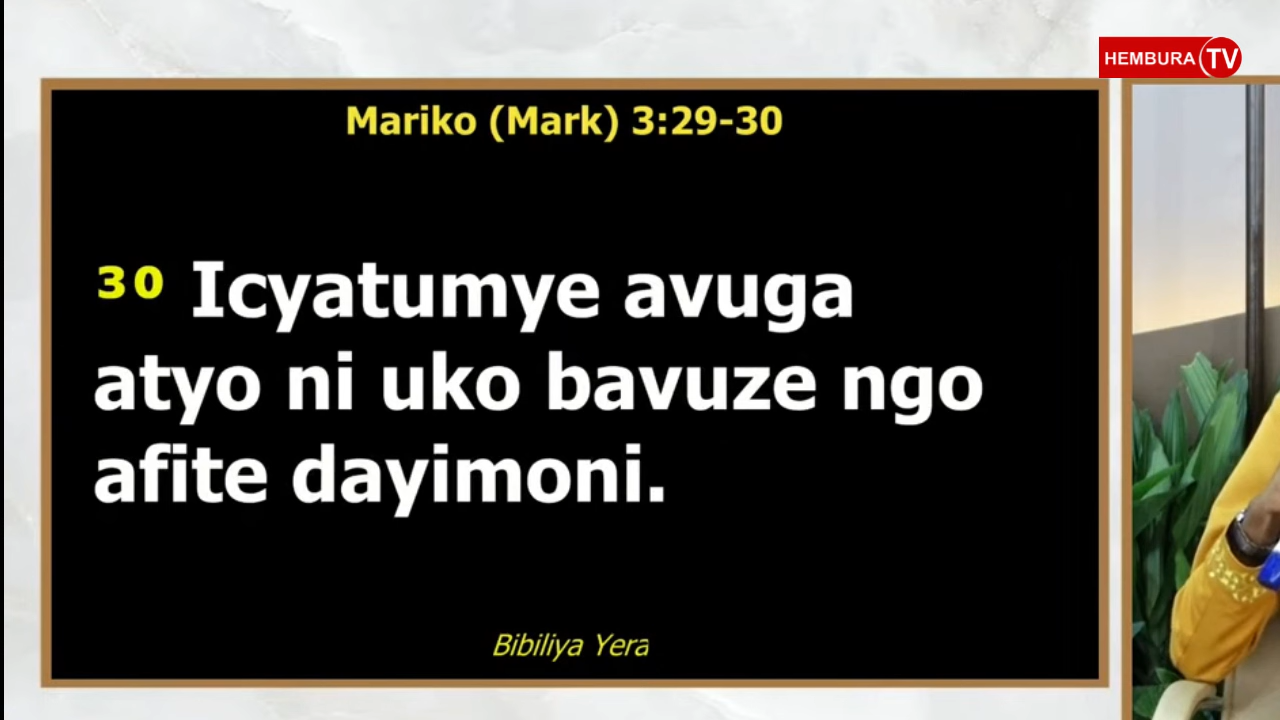 HEMBURA TV
Mariko (Mark) 3:29-30
³⁰ Icyatumye avuga
atyo ni uko bavuze ngo
afite dayimoni.
Bibiliya Yera